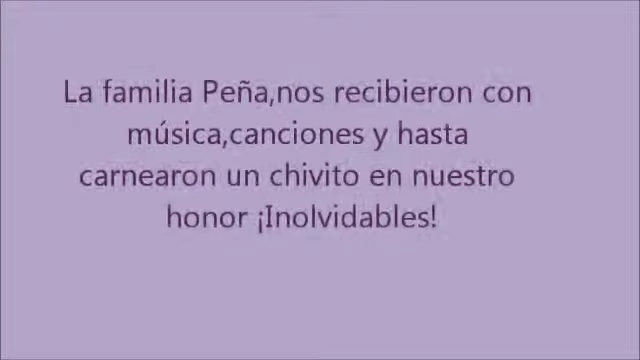 La familia Peña,nos recibieron con
música,canciones y hasta
carnearon un chivito en nuestro
honor ¡Inolvidables!